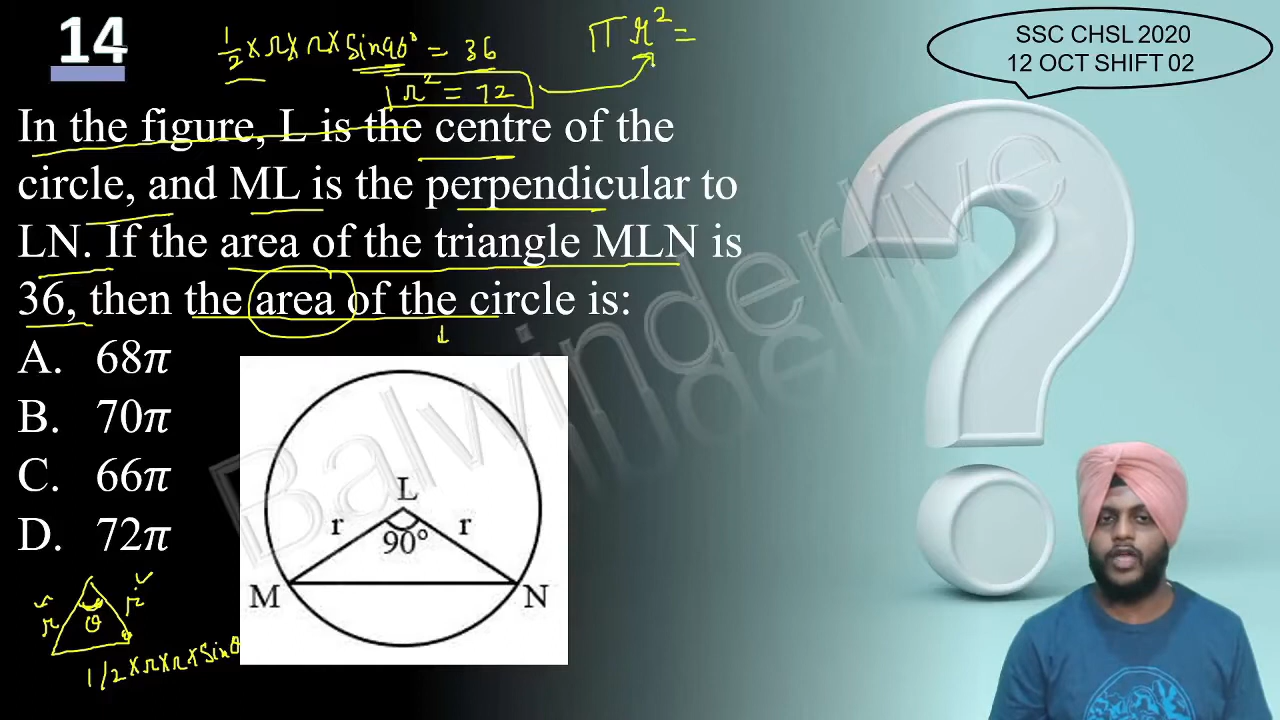 14
1/2 × r × r × sin90° = 36
r² = 72
πr² =
SSC CHSL 2020
12 OCT SHIFT 02
In the figure, L is the centre of the
circle, and ML is the perpendicular to
LN. If the area of the triangle MLN is
36, then the area of the circle is:
A. 68π
B. 70π
C. 66π
D. 72π
L
r r
90°
M N
r r
θ
1/2 × r × r × sinθ
Balwinderlive